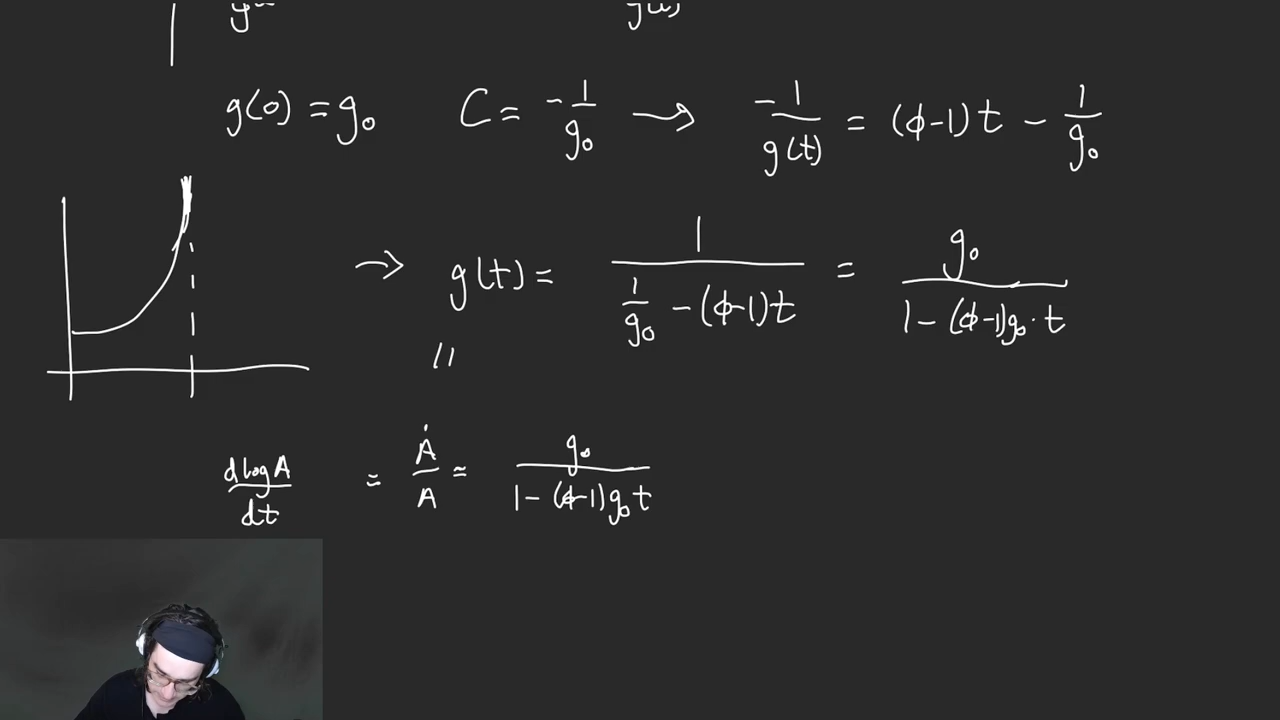 g(0) = g₀ C = -1/g₀ → -1/g(t) = (ϕ-1)t - 1/g₀
→ g(t) = 1/(1/g₀ - (ϕ-1)t) = g₀/(1 - (ϕ-1)g₀·t)
//
dlogA/dt = Ȧ/A = g₀/(1 - (ϕ-1)g₀t)